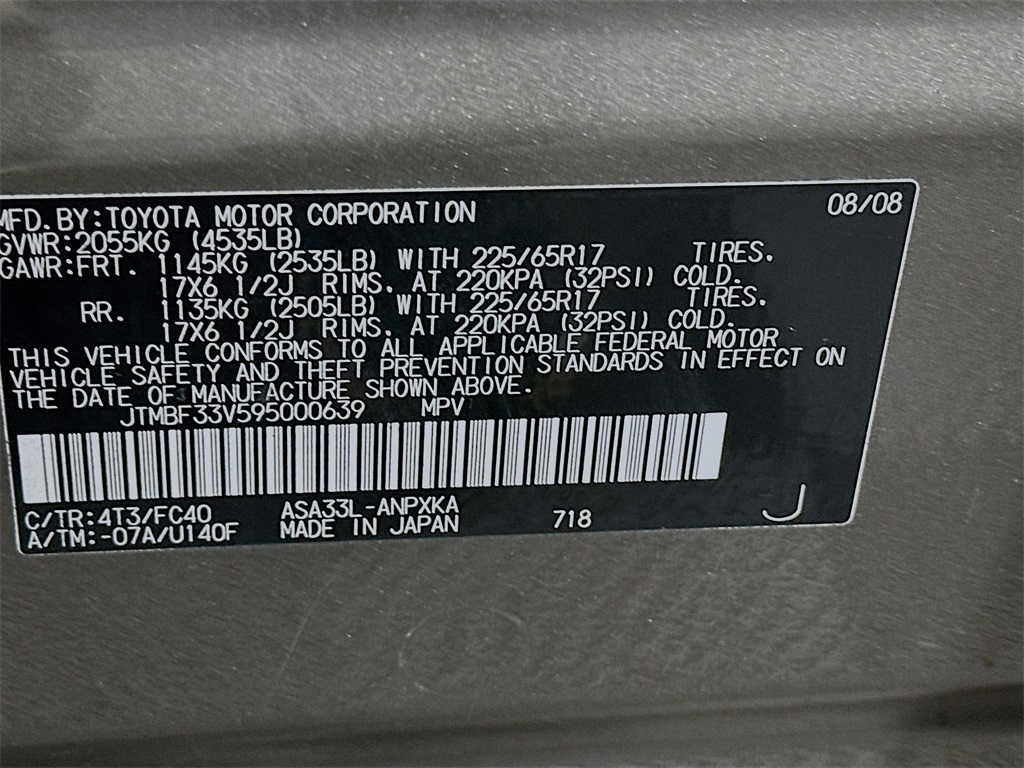 MFD. BY: TOYOTA MOTOR CORPORATION 08/08
GVWR: 2055KG (4535LB)
GAWR: FRT. 1145KG (2535LB) WITH 225/65R17 TIRES.
17X6 1/2J RIMS. AT 220KPA (32PSI) COLD.
RR. 1135KG (2505LB) WITH 225/65R17 TIRES.
17X6 1/2J RIMS. AT 220KPA (32PSI) COLD.
THIS VEHICLE CONFORMS TO ALL APPLICABLE FEDERAL MOTOR
VEHICLE SAFETY AND THEFT PREVENTION STANDARDS IN EFFECT ON
THE DATE OF MANUFACTURE SHOWN ABOVE.
JTMBF33V595000639 MPV
C/TR: 4T3/FC40 ASA33L-ANPXKA
A/TM: -07A/U140F MADE IN JAPAN 718 J